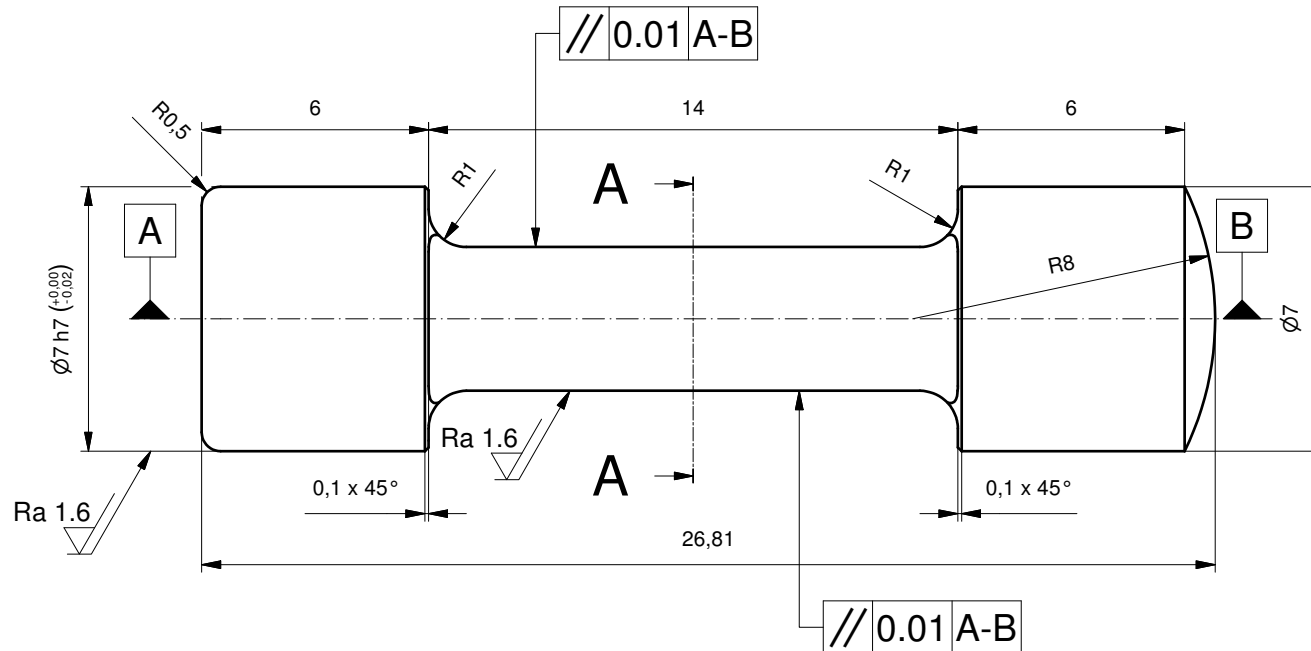 // 0.01 A-B
6
14
6
R0,5
R1
R1
A
A
B
R8
Ø7 h7 (+0,00 -0,02)
Ø7
Ra 1.6
Ra 1.6
A
0,1 x 45°
0,1 x 45°
26,81
// 0.01 A-B